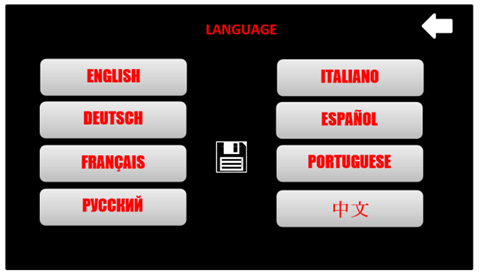 LANGUAGE
ENGLISH
ITALIANO
DEUTSCH
ESPAÑOL
FRANÇAIS
PORTUGUESE
РУССКИЙ
中文